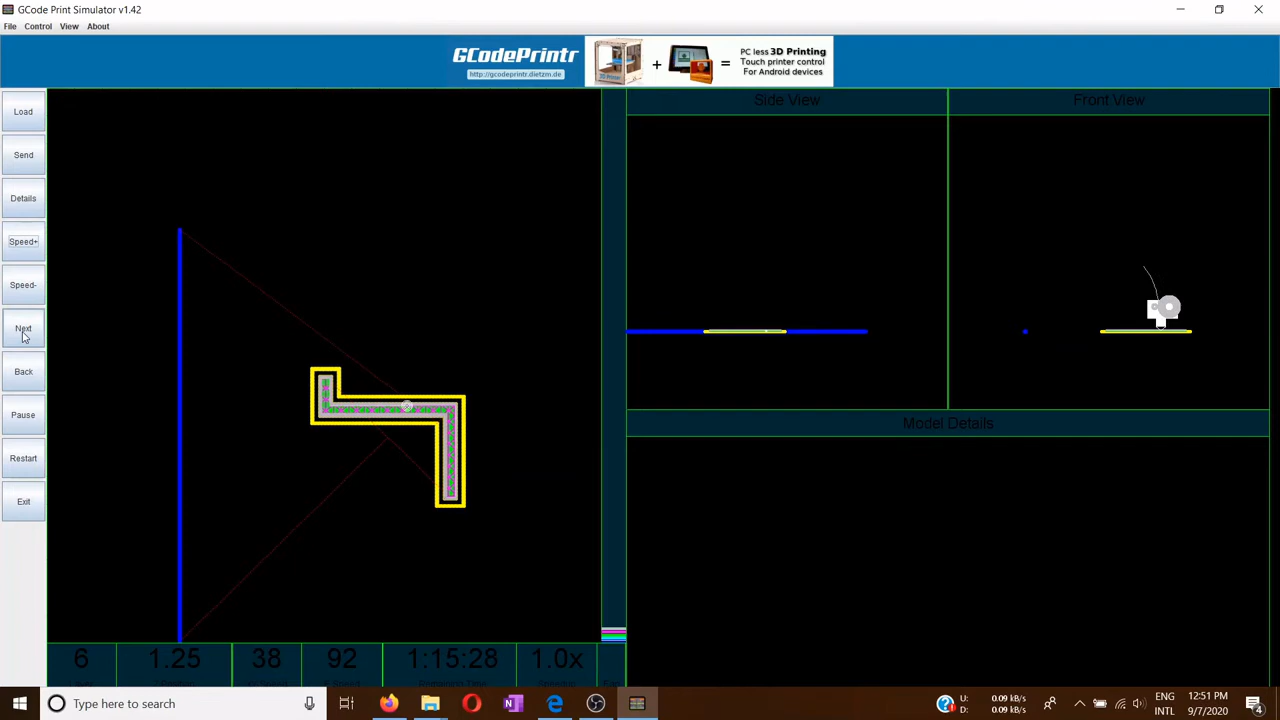 GCode Print Simulator v1.42
File Control View About
GCodePrintr
http://gcodeprintr.dietzm.de
+ =
PC less 3D Printing
Touch printer control
For Android devices
Load
Send
Details
Speed+
Speed-
Next
Back
Pause
Restart
Exit
Side View
Front View
Model Details
6 1.25 38 92 1:15:28 1.0x
Remaining Time
Type here to search
U: 0.09 kB/s
D: 0.09 kB/s
ENG
INTL
12:51 PM
9/7/2020
4